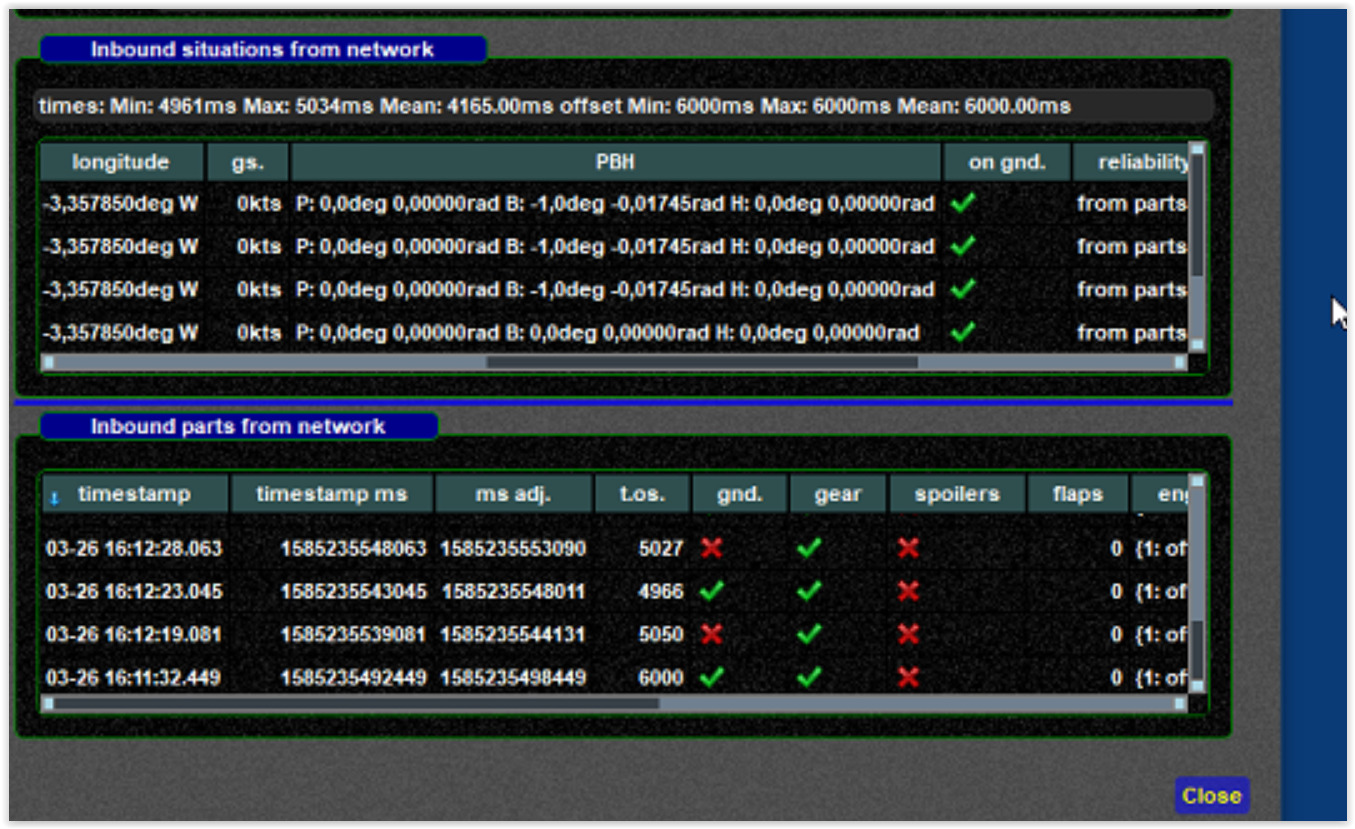 Inbound situations from network
times: Min: 4961ms Max: 5034ms Mean: 4165.00ms offset Min: 6000ms Max: 6000ms Mean: 6000.00ms
longitude gs. PBH on gnd. reliability
-3,357850deg W 0kts P: 0,0deg 0,00000rad B: -1,0deg -0,01745rad H: 0,0deg 0,00000rad from parts
-3,357850deg W 0kts P: 0,0deg 0,00000rad B: -1,0deg -0,01745rad H: 0,0deg 0,00000rad from parts
-3,357850deg W 0kts P: 0,0deg 0,00000rad B: -1,0deg -0,01745rad H: 0,0deg 0,00000rad from parts
-3,357850deg W 0kts P: 0,0deg 0,00000rad B: 0,0deg 0,00000rad H: 0,0deg 0,00000rad from parts
Inbound parts from network
timestamp timestamp ms ms adj. t.os. gnd. gear spoilers flaps eng
03-26 16:12:28.063 1585235548063 1585235553090 5027 0 {1: of
03-26 16:12:23.045 1585235543045 1585235548011 4966 0 {1: of
03-26 16:12:19.081 1585235539081 1585235544131 5050 0 {1: of
03-26 16:11:32.449 1585235492449 1585235498449 6000 0 {1: of
Close